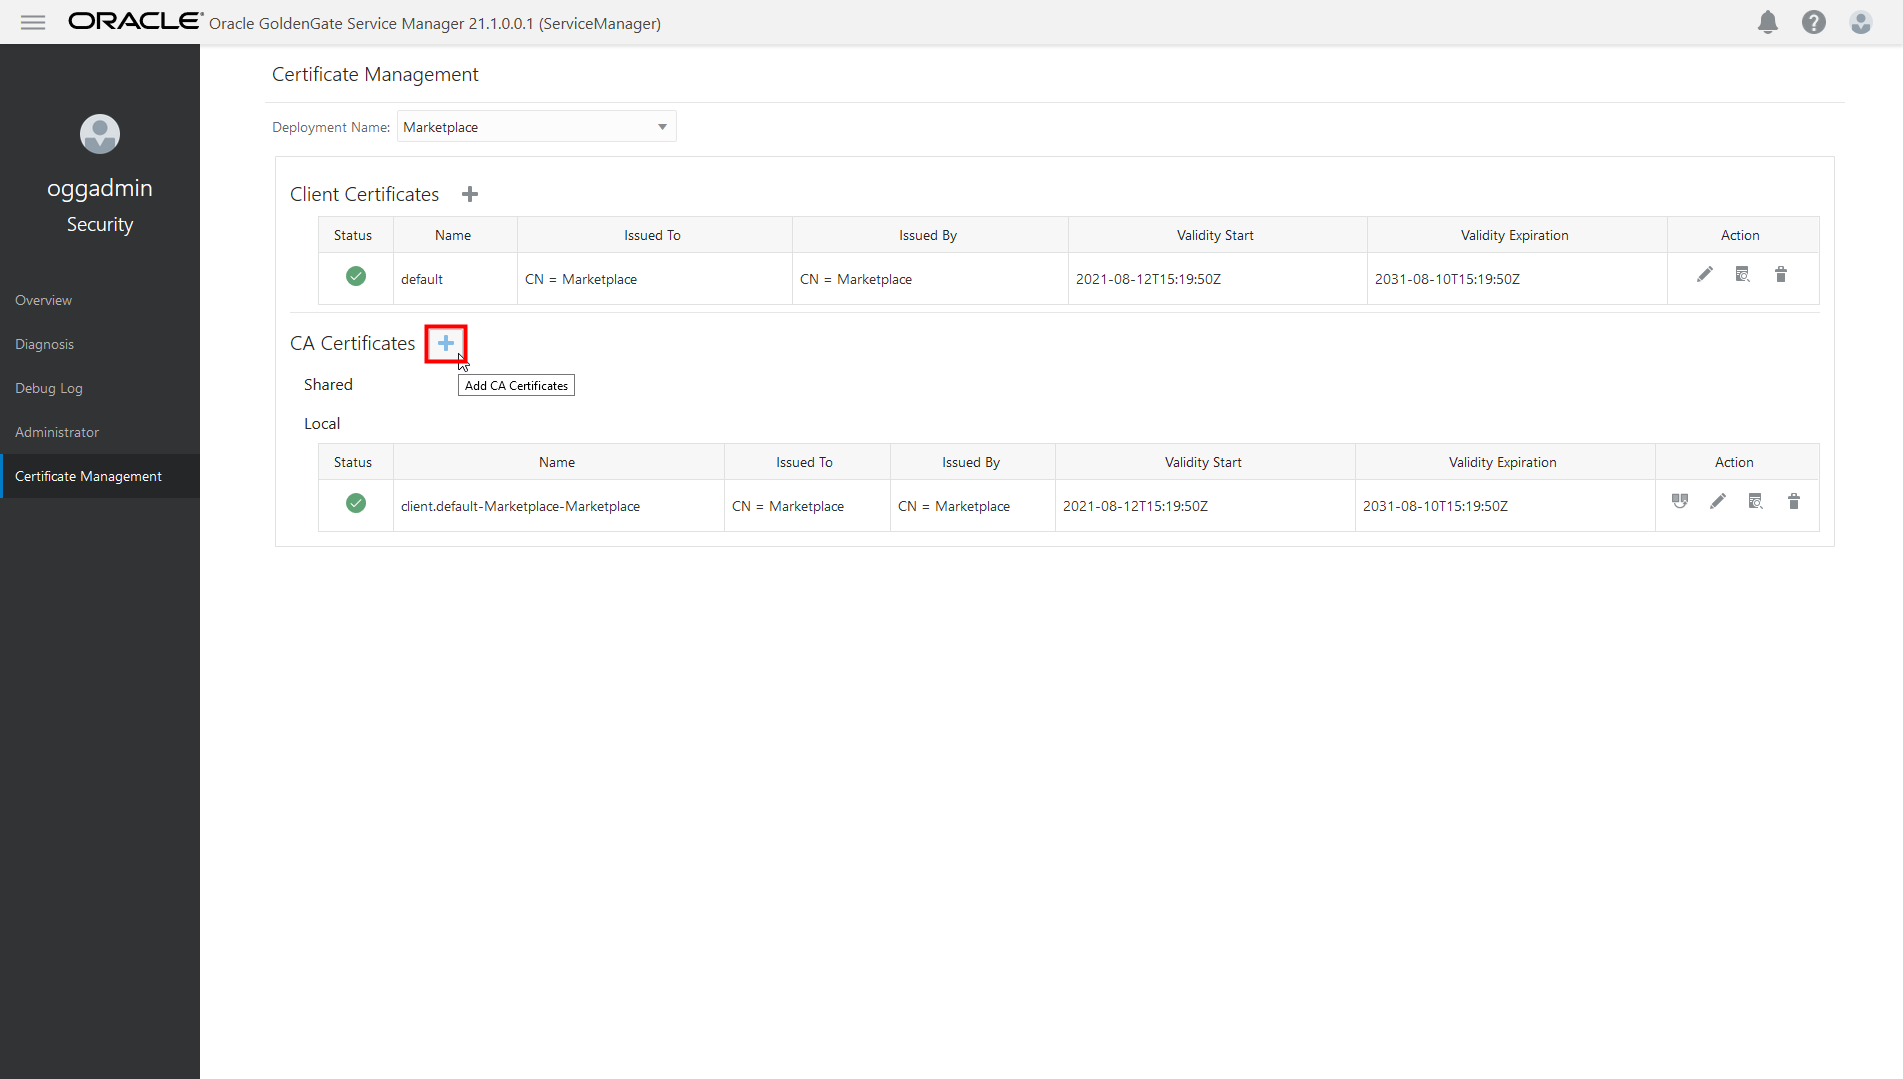 ORACLE Oracle GoldenGate Service Manager 21.1.0.0.1 (ServiceManager)
oggadmin
Security
Overview
Diagnosis
Debug Log
Administrator
Certificate Management
Certificate Management
Deployment Name: Marketplace
Client Certificates
Status Name Issued To Issued By Validity Start Validity Expiration Action
default CN = Marketplace CN = Marketplace 2021-08-12T15:19:50Z 2031-08-10T15:19:50Z
CA Certificates
Add CA Certificates
Shared
Local
Status Name Issued To Issued By Validity Start Validity Expiration Action
client.default-Marketplace-Marketplace CN = Marketplace CN = Marketplace 2021-08-12T15:19:50Z 2031-08-10T15:19:50Z